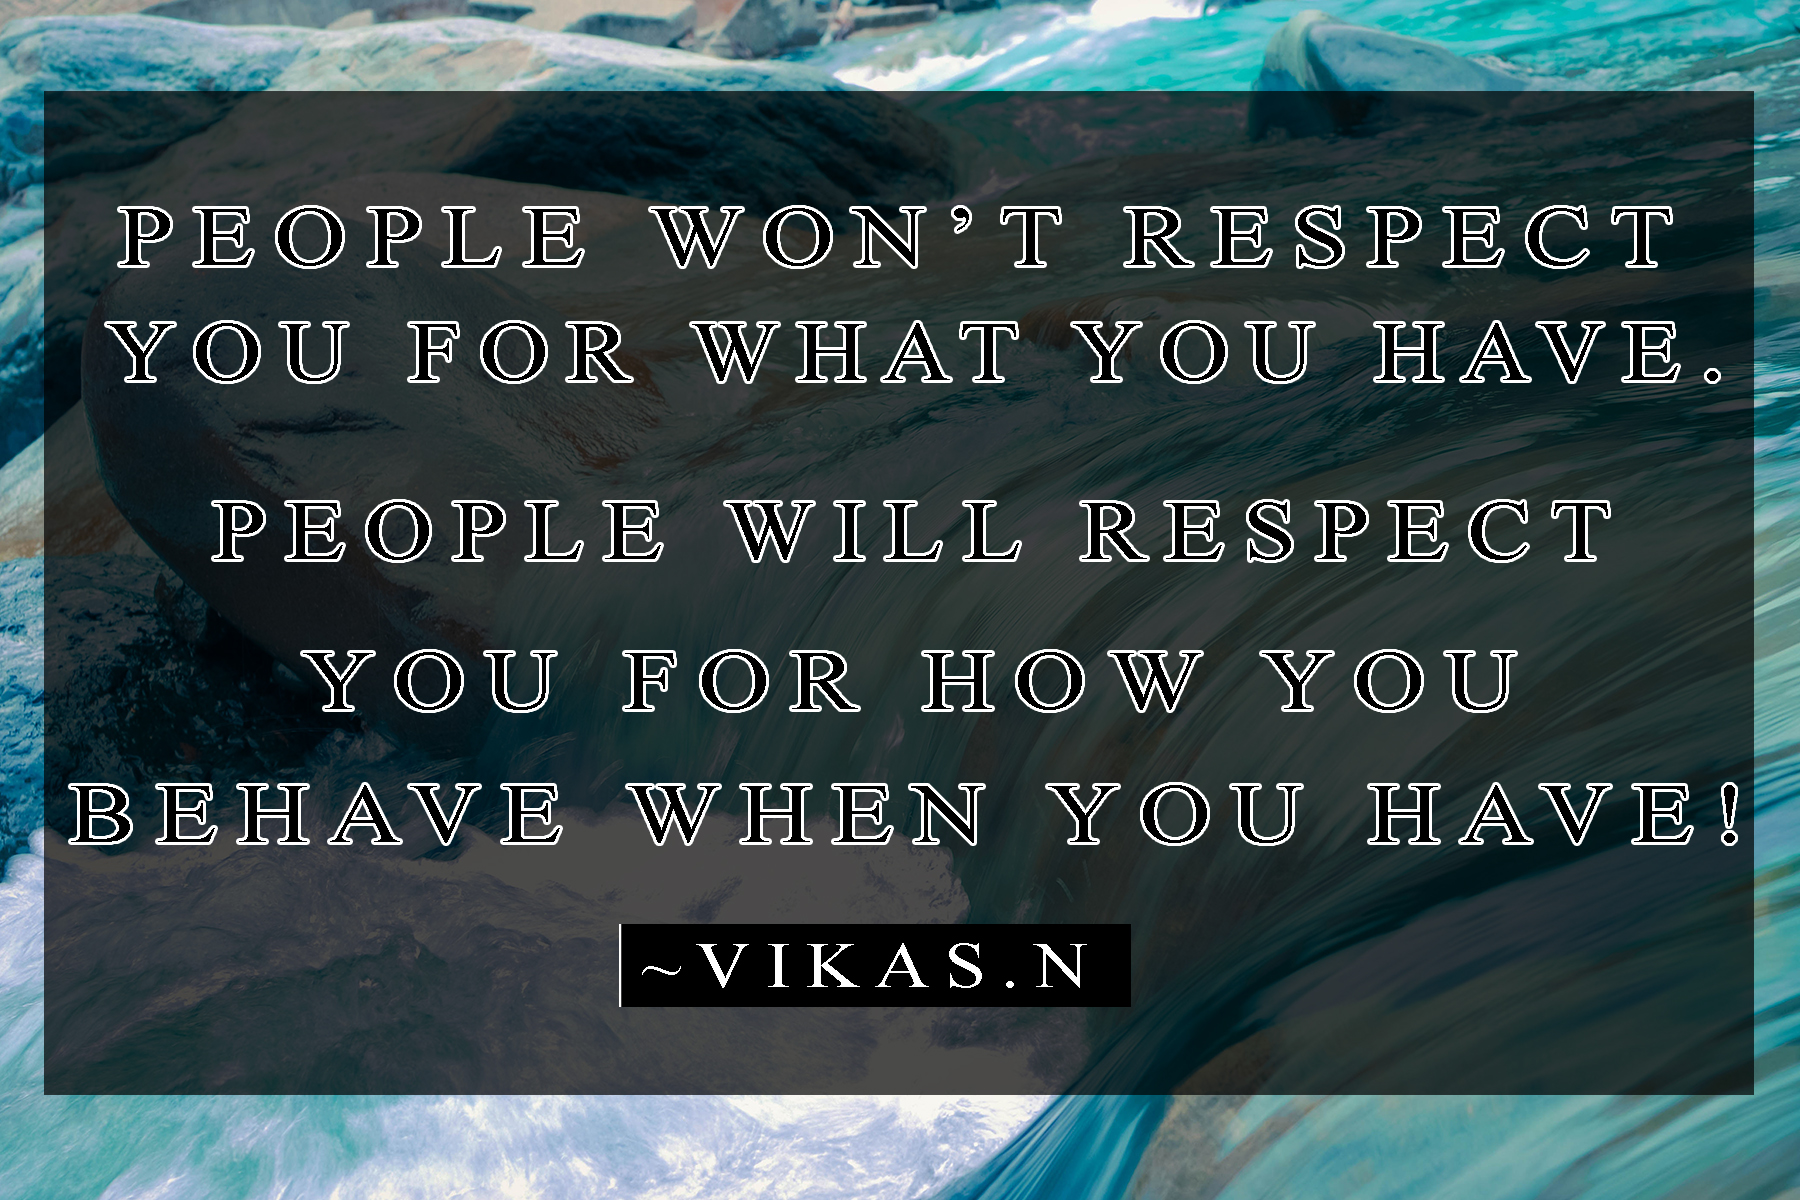 PEOPLE WON’T RESPECT
YOU FOR WHAT YOU HAVE.
PEOPLE WILL RESPECT
YOU FOR HOW YOU
BEHAVE WHEN YOU HAVE!
~VIKAS.N